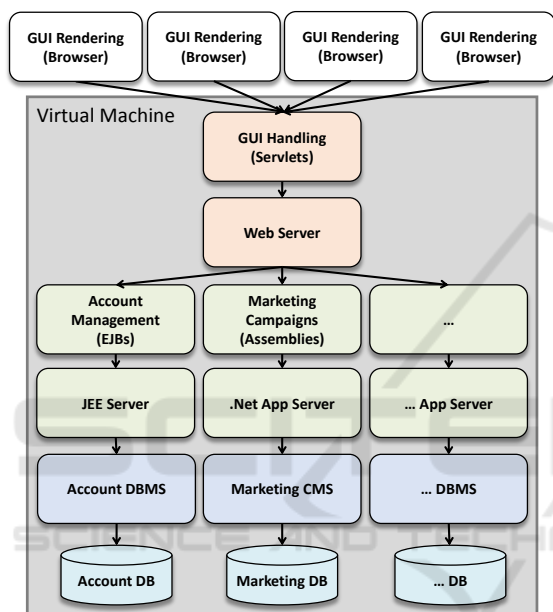 GUI Rendering
(Browser)
GUI Rendering
(Browser)
GUI Rendering
(Browser)
GUI Rendering
(Browser)
Virtual Machine
GUI Handling
(Servlets)
Web Server
Account
Management
(EJBs)
Marketing
Campaigns
(Assemblies)
...
JEE Server
.Net App Server
... App Server
Account DBMS
Marketing CMS
... DBMS
Account DB
Marketing DB
... DB